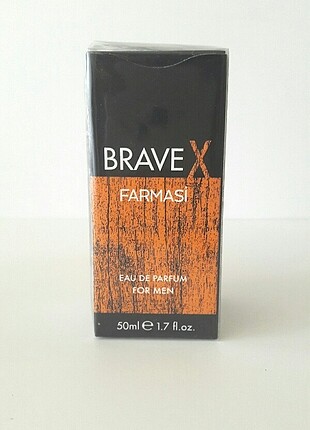 BRAVE X
FARMASİ
EAU DE PARFUM
FOR MEN
50ml ℮ 1.7 fl.oz.